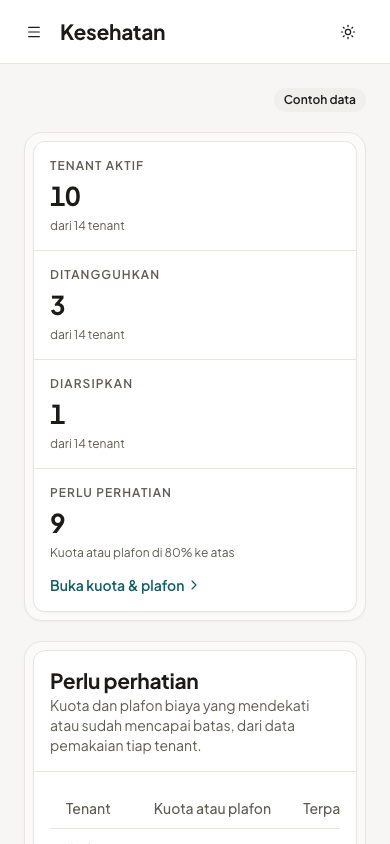 Kesehatan
Contoh data
TENANT AKTIF
10
dari 14 tenant
DITANGGUHKAN
3
dari 14 tenant
DIARSIPKAN
1
dari 14 tenant
PERLU PERHATIAN
9
Kuota atau plafon di 80% ke atas
Buka kuota & plafon
Perlu perhatian
Kuota dan plafon biaya yang mendekati
atau sudah mencapai batas, dari data
pemakaian tiap tenant.
Tenant Kuota atau plafon Terpa